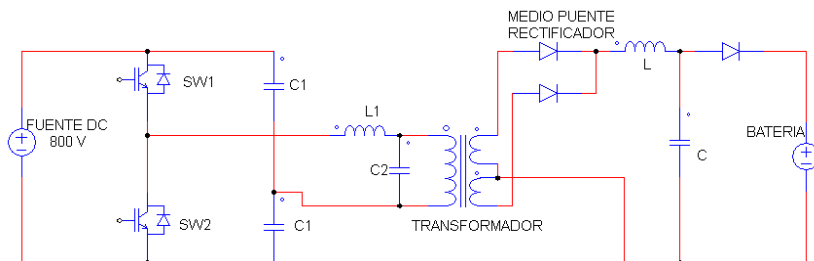 MEDIO PUENTE
RECTIFICADOR
SW1
C1
L1
L
FUENTE DC
800 V
C2
C
BATERIA
SW2
C1
TRANSFORMADOR